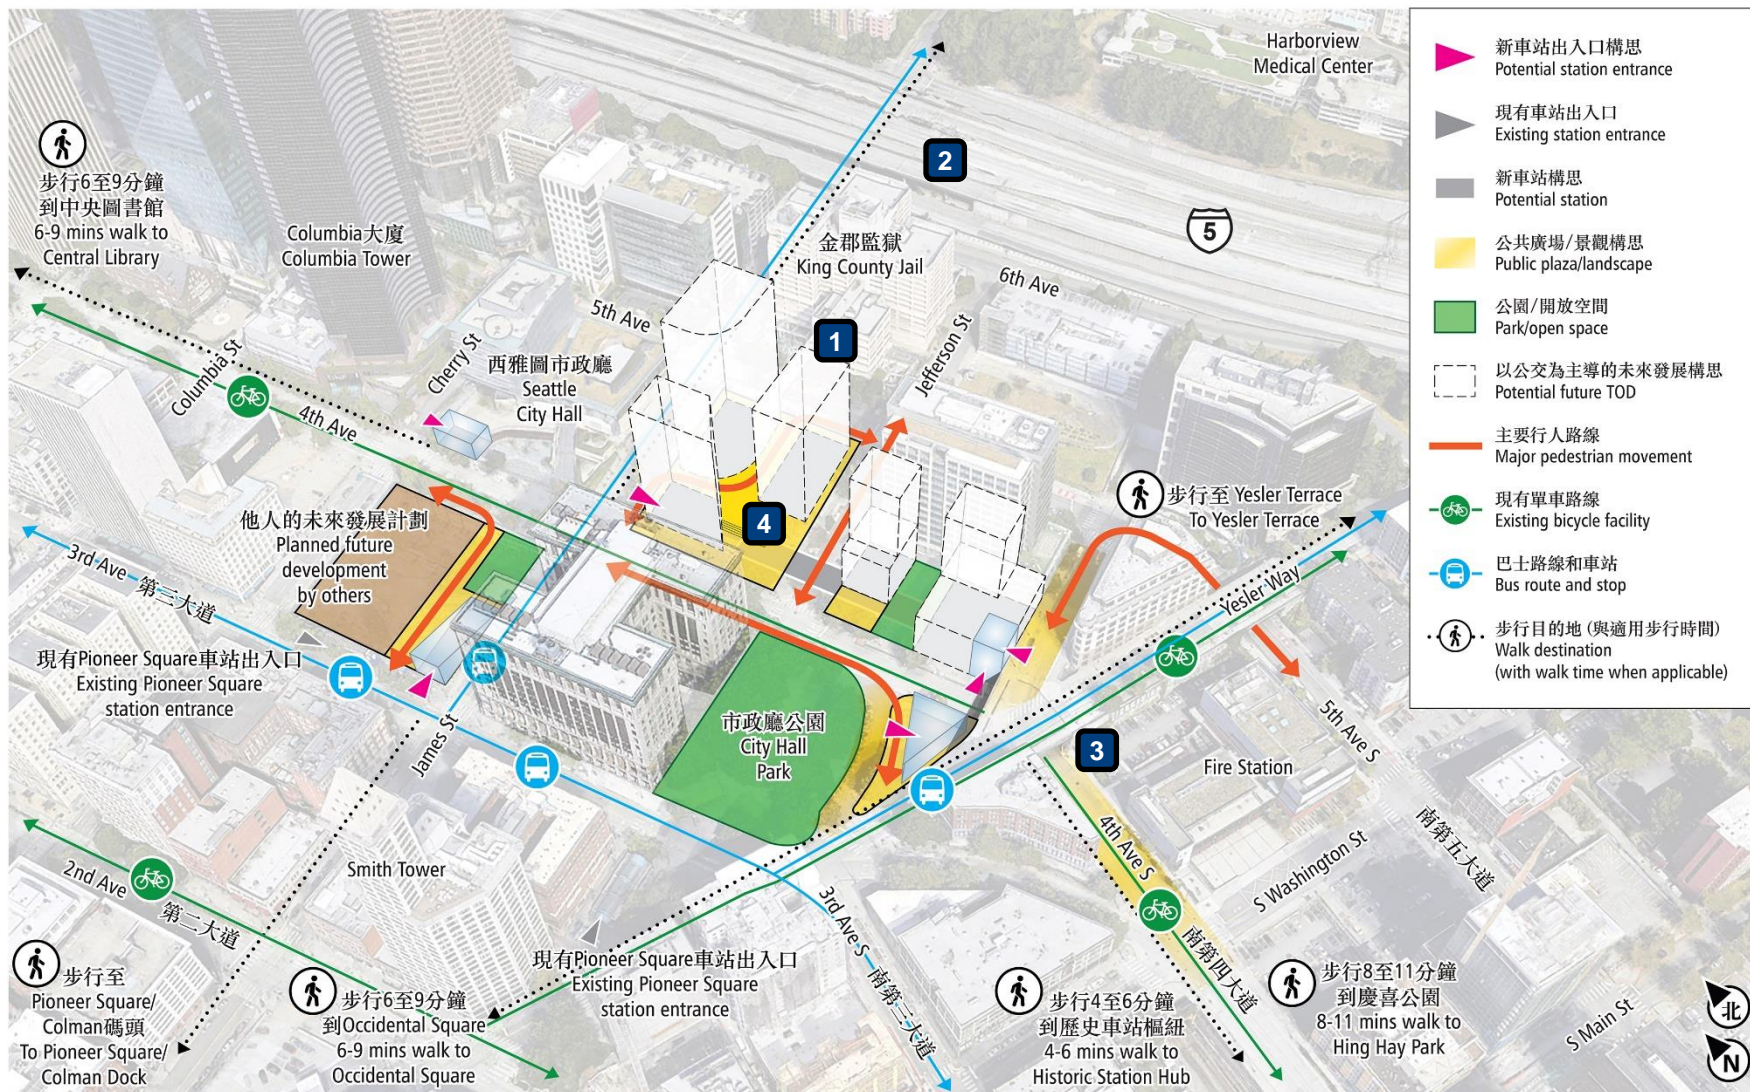 Harborview
Medical Center
2
5
步行6至9分鐘
到中央圖書館
6-9 mins walk to
Central Library
Columbia大廈
Columbia Tower
金郡監獄
King County Jail
6th Ave
5th Ave
1
Jefferson St
Columbia St
Cherry St
西雅圖市政廳
Seattle
City Hall
4th Ave
4
步行至 Yesler Terrace
To Yesler Terrace
他人的未來發展計劃
Planned future
development
by others
3rd Ave 第三大道
Yesler Way
現有Pioneer Square車站出入口
Existing Pioneer Square
station entrance
James St
市政廳公園
City Hall
Park
3
Fire Station
5th Ave S
南第五大道
4th Ave S
南第四大道
S Washington St
Smith Tower
2nd Ave
第二大道
3rd Ave S
南第三大道
S Main St
步行至
Pioneer Square/
Colman碼頭
To Pioneer Square/
Colman Dock
步行6至9分鐘
到Occidental Square
6-9 mins walk to
Occidental Square
現有Pioneer Square車站出入口
Existing Pioneer Square
station entrance
步行4至6分鐘
到歷史車站樞紐
4-6 mins walk to
Historic Station Hub
步行8至11分鐘
到慶喜公園
8-11 mins walk to
Hing Hay Park
北
N
新車站出入口構思
Potential station entrance
現有車站出入口
Existing station entrance
新車站構思
Potential station
公共廣場/景觀構思
Public plaza/landscape
公園/開放空間
Park/open space
以公交為主導的未來發展構思
Potential future TOD
主要行人路線
Major pedestrian movement
現有單車路線
Existing bicycle facility
巴士路線和車站
Bus route and stop
步行目的地 (與適用步行時間)
Walk destination
(with walk time when applicable)